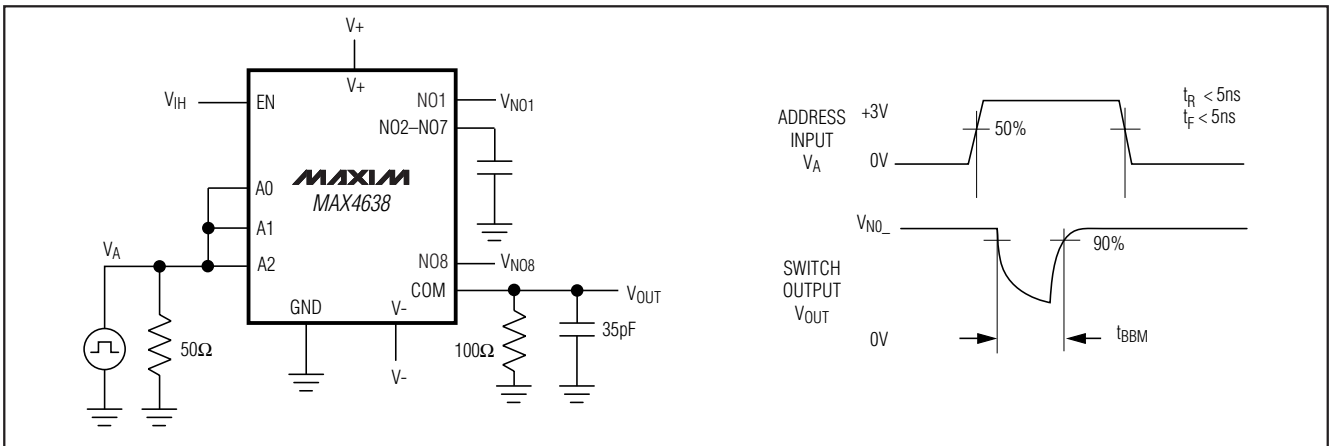 V+
V+
VIH
EN
NO1
VNO1
NO2–NO7
MAXIM
MAX4638
A0
A1
VA
A2
NO8
VNO8
COM
VOUT
GND
V-
50Ω
100Ω
35pF
V-
ADDRESS
INPUT
VA
+3V
0V
50%
tR < 5ns
tF < 5ns
VN0_
90%
SWITCH
OUTPUT
VOUT
0V
tBBM